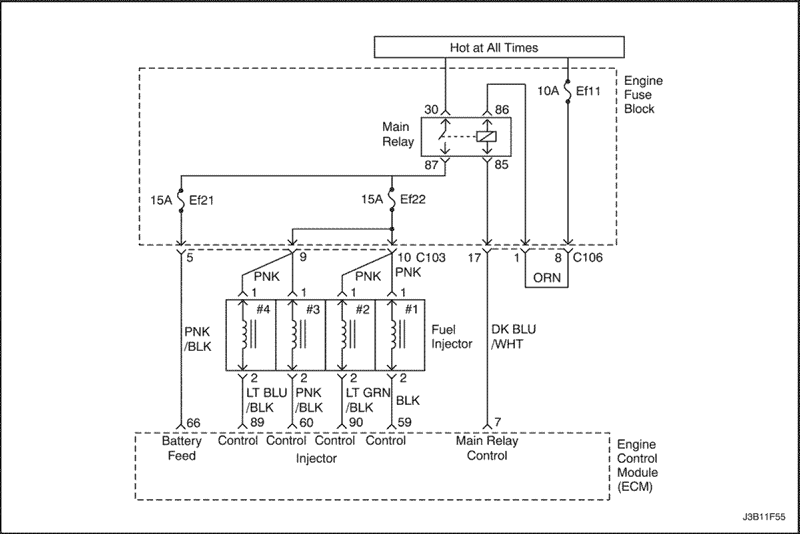 Hot at All Times
Engine
Fuse
Block
10A Ef11
30 86
Main
Relay
87 85
15A Ef21
15A Ef22
5 9 10 C103 17 1 8 C106
PNK PNK PNK ORN
1 1 1 1
#4 #3 #2 #1
Fuel
Injector
PNK
/BLK
DK BLU
/WHT
2 2 2 2
LT BLU
/BLK
PNK
/BLK
LT GRN
/BLK
BLK
66 89 60 90 59 7
Battery
Feed
Control Control Control Control
Injector
Main Relay
Control
Engine
Control
Module
(ECM)
J3B11F55